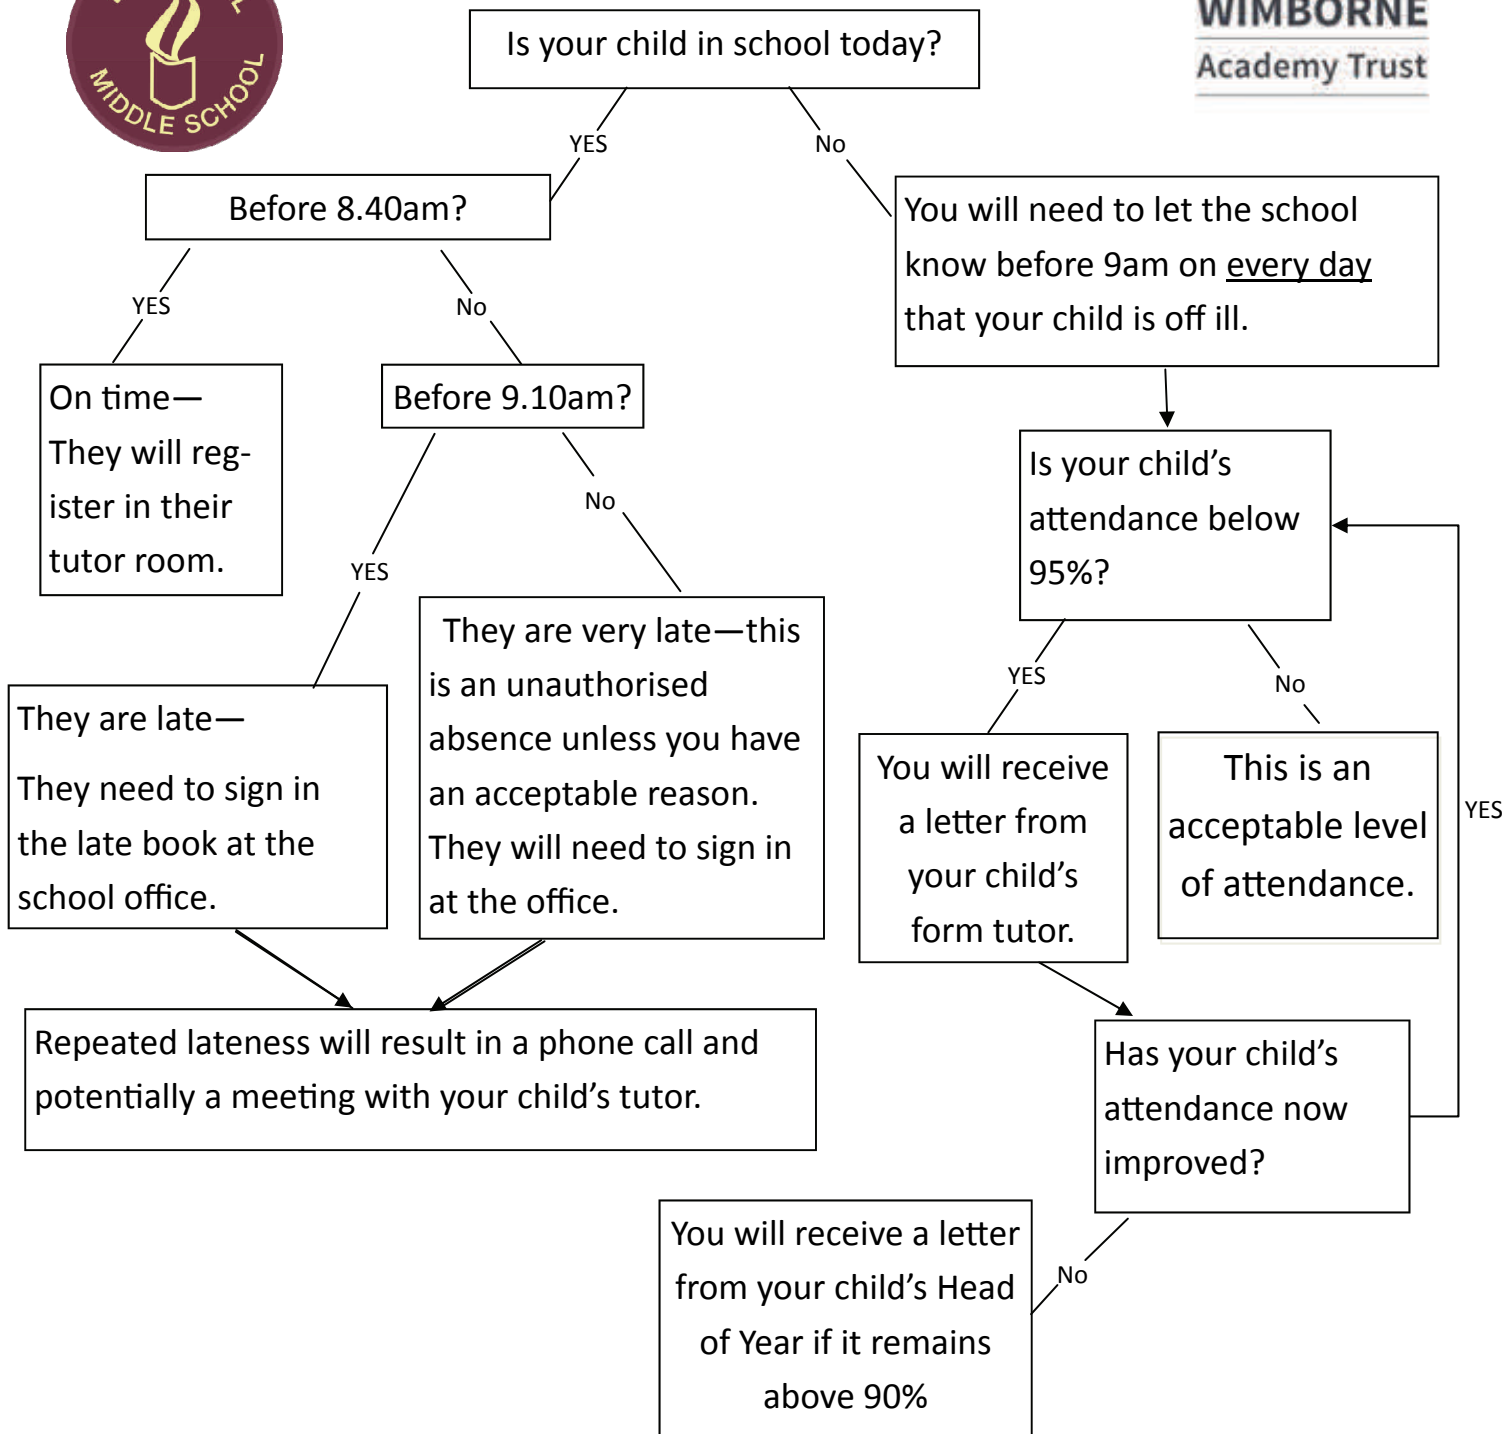 MIDDLE SCHOOL
WIMBORNE
Academy Trust
Is your child in school today?
YES
No
Before 8.40am?
You will need to let the school
know before 9am on every day
that your child is off ill.
YES
No
On time—
They will reg-
ister in their
tutor room.
Before 9.10am?
Is your child's
attendance below
95%?
YES
No
They are late—
They need to sign in
the late book at the
school office.
They are very late—this
is an unauthorised
absence unless you have
an acceptable reason.
They will need to sign in
at the office.
YES
No
You will receive
a letter from
your child's
form tutor.
This is an
acceptable level
of attendance.
YES
Repeated lateness will result in a phone call and
potentially a meeting with your child's tutor.
Has your child's
attendance now
improved?
No
You will receive a letter
from your child's Head
of Year if it remains
above 90%